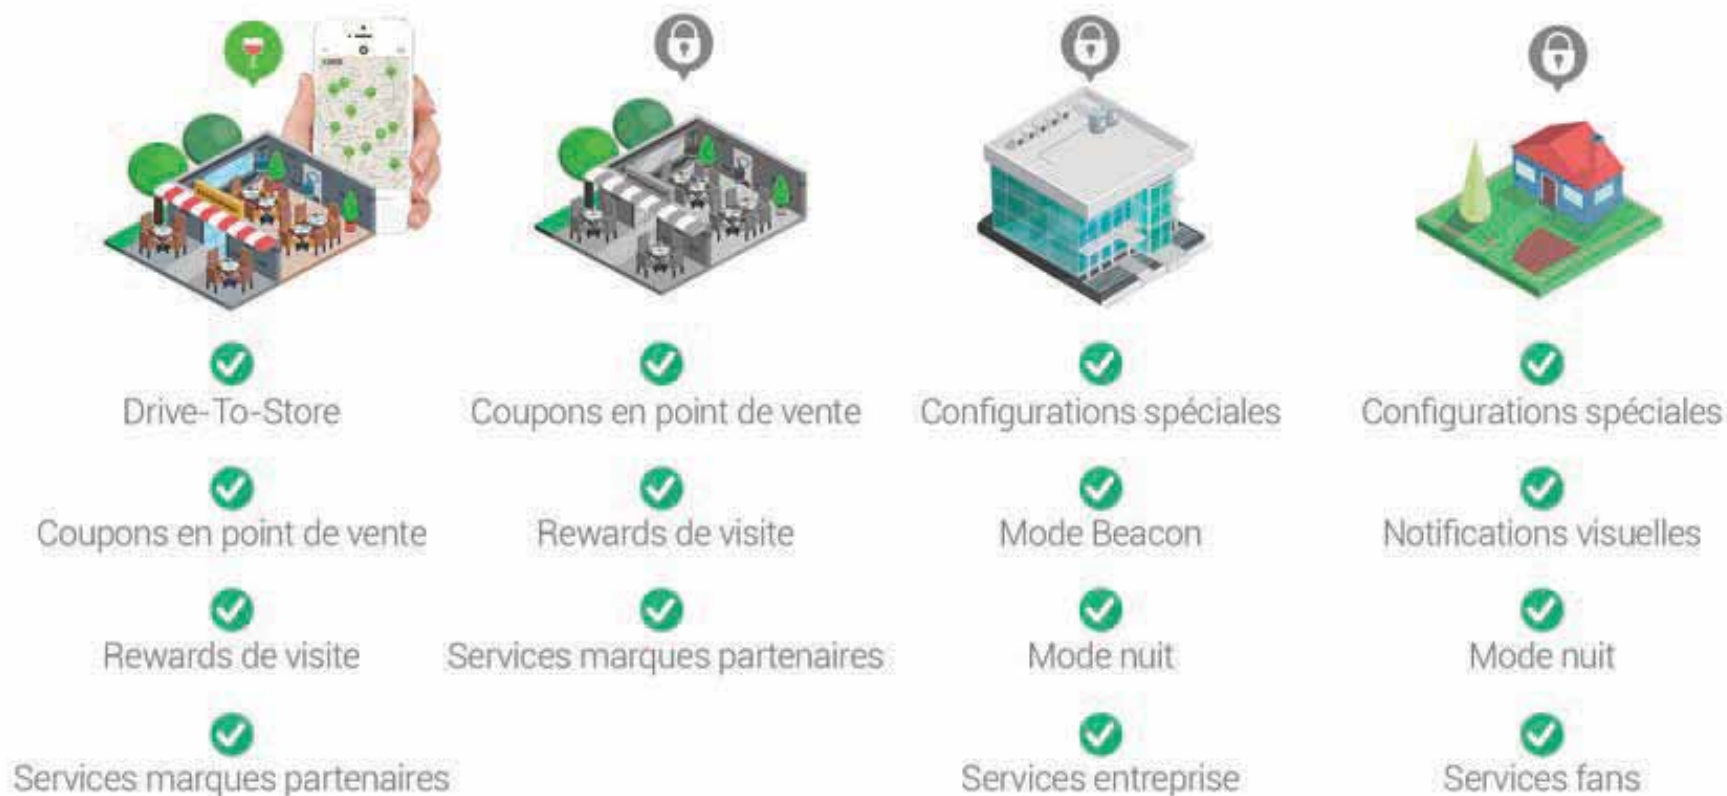 Drive-To-Store
Coupons en point de vente
Rewards de visite
Services marques partenaires
Coupons en point de vente
Rewards de visite
Services marques partenaires
Configurations spéciales
Mode Beacon
Mode nuit
Services entreprise
Configurations spéciales
Notifications visuelles
Mode nuit
Services fans